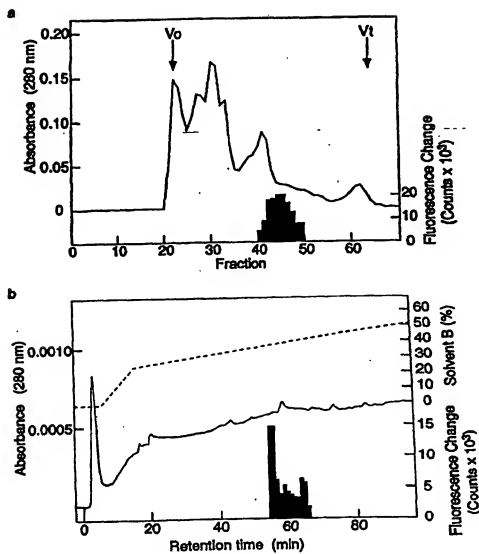 a
Vo
Vt
0.20
0.15
0.10
0.05
0
Absorbance (280 nm)
20
10
0
Fluorescence Change
(Counts x 10³)
0 10 20 30 40 50 60
Fraction
b
0.0010
0.0005
Absorbance (280 nm)
60
50
40
30
20
10
0
Solvent B (%)
15
10
5
0
Fluorescence Change
(Counts x 10³)
0 20 40 60 80
Retention time (min)